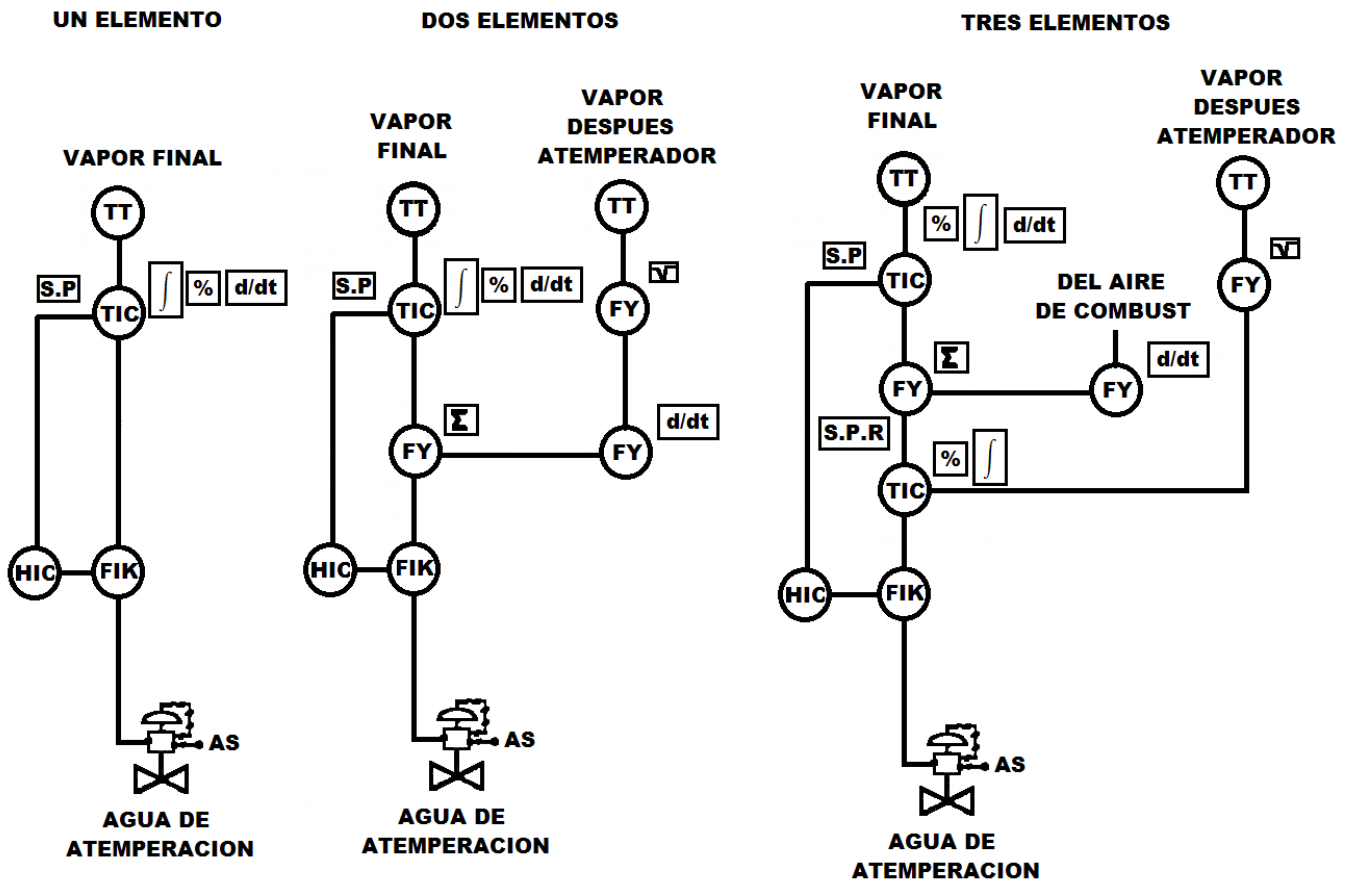 UN ELEMENTO
VAPOR FINAL
TT
S.P
∫ % d/dt
TIC
HIC
FIK
AS
AGUA DE
ATEMPERACION
DOS ELEMENTOS
VAPOR
FINAL
VAPOR
DESPUES
ATEMPERADOR
TT
TT
S.P
∫ % d/dt
√
TIC
FY
Σ
d/dt
FY
FY
HIC
FIK
AS
AGUA DE
ATEMPERACION
TRES ELEMENTOS
VAPOR
FINAL
VAPOR
DESPUES
ATEMPERADOR
TT
TT
% ∫ d/dt
√
S.P
TIC
FY
DEL AIRE
DE COMBUST
Σ
d/dt
FY
FY
S.P.R
% ∫
TIC
HIC
FIK
AS
AGUA DE
ATEMPERACION